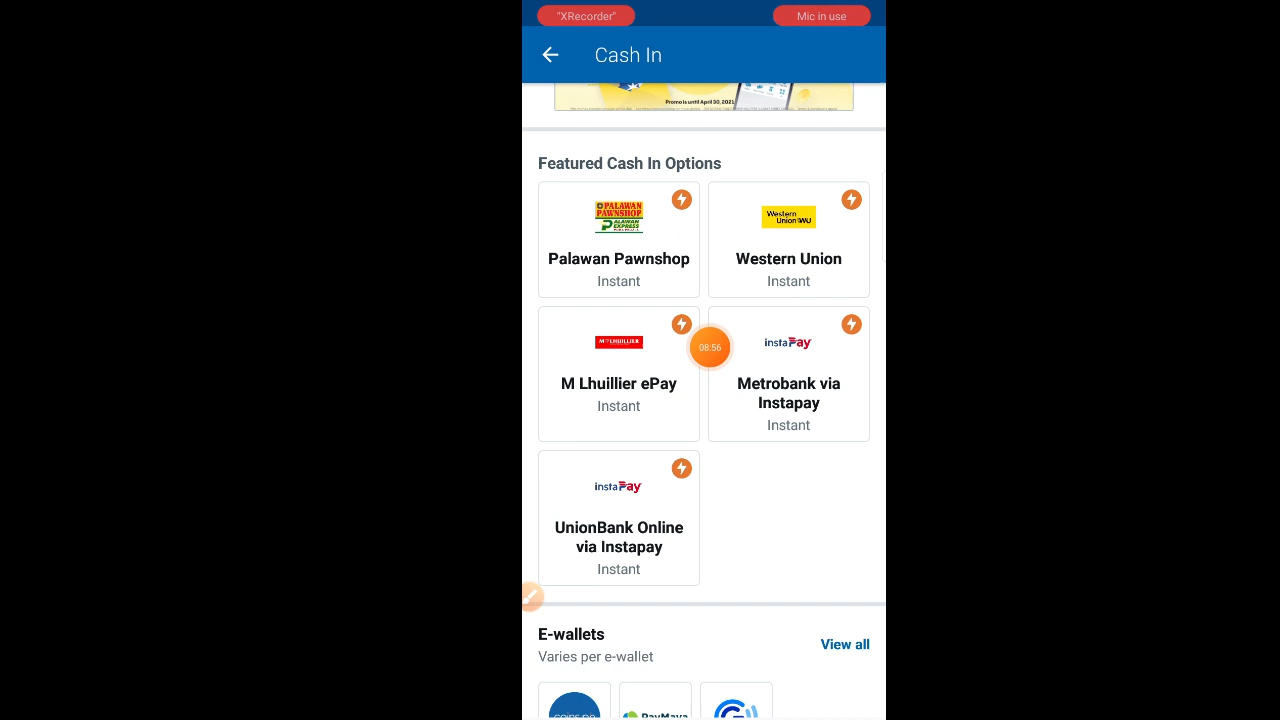 "XRecorder"
Mic in use
Cash In
Promo is until April 30, 2021
Featured Cash In Options
PALAWAN
PAWNSHOP
PALAWAN
EXPRESS
Western
Union WU
Palawan Pawnshop
Western Union
Instant
Instant
M LHUILLIER
08:56
instaPay
M Lhuillier ePay
Metrobank via
Instapay
Instant
Instant
instaPay
UnionBank Online
via Instapay
Instant
E-wallets
View all
Varies per e-wallet
PayMaya